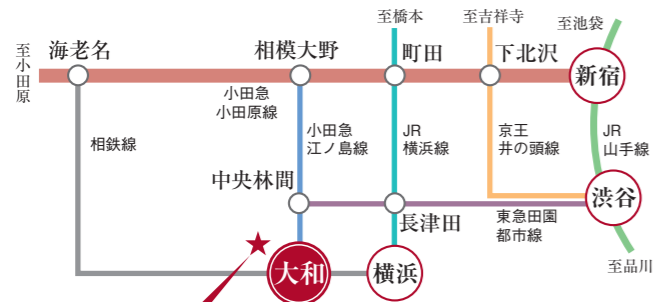 至橋本
至吉祥寺
至池袋
至小田原
海老名
相模大野
町田
下北沢
新宿
小田急
小田原線
相鉄線
小田急
江ノ島線
JR
横浜線
京王
井の頭線
JR
山手線
中央林間
長津田
渋谷
東急田園
都市線
大和
横浜
至品川